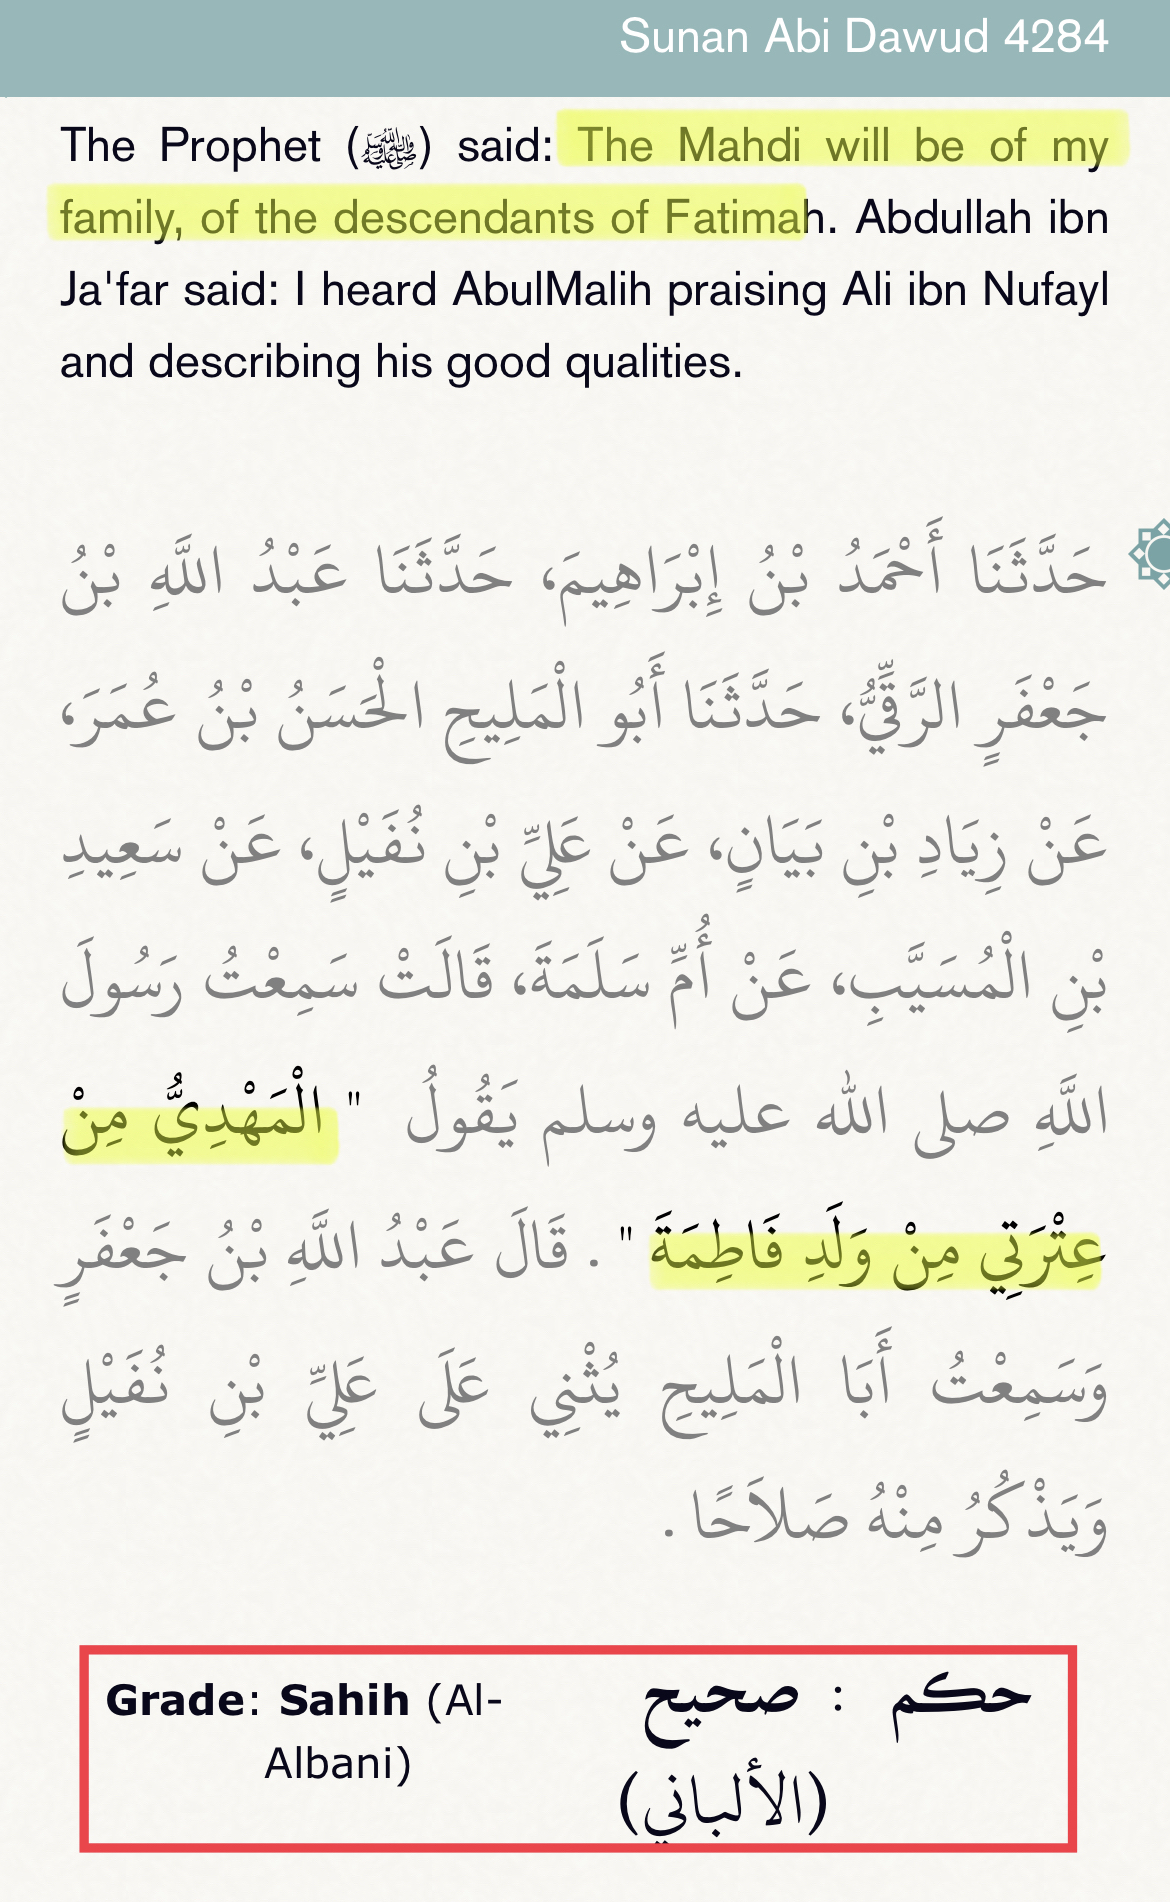 Sunan Abi Dawud 4284
The Prophet (ﷺ) said: The Mahdi will be of my
family, of the descendants of Fatimah. Abdullah ibn
Ja'far said: I heard AbulMalih praising Ali ibn Nufayl
and describing his good qualities.
حَدَّثَنَا أَحْمَدُ بْنُ إِبْرَاهِيمَ، حَدَّثَنَا عَبْدُ اللَّهِ بْنُ
جَعْفَرٍ الرَّقِّيُّ، حَدَّثَنَا أَبُو الْمَلِيحِ الْحَسَنُ بْنُ عُمَرَ،
عَنْ زِيَادِ بْنِ بَيَانٍ، عَنْ عَلِيِّ بْنِ نُفَيْلٍ، عَنْ سَعِيدِ
بْنِ الْمُسَيَّبِ، عَنْ أُمِّ سَلَمَةَ، قَالَتْ سَمِعْتُ رَسُولَ
اللَّهِ صلى الله عليه وسلم يَقُولُ " الْمَهْدِيُّ مِنْ
عِتْرَتِي مِنْ وَلَدِ فَاطِمَةَ " . قَالَ عَبْدُ اللَّهِ بْنُ جَعْفَرٍ
وَسَمِعْتُ أَبَا الْمَلِيحِ يُثْنِي عَلَى عَلِيِّ بْنِ نُفَيْلٍ
وَيَذْكُرُ مِنْهُ صَلاَحًا .
Grade: Sahih (Al-
Albani)
حكم : صحيح
(الألباني)